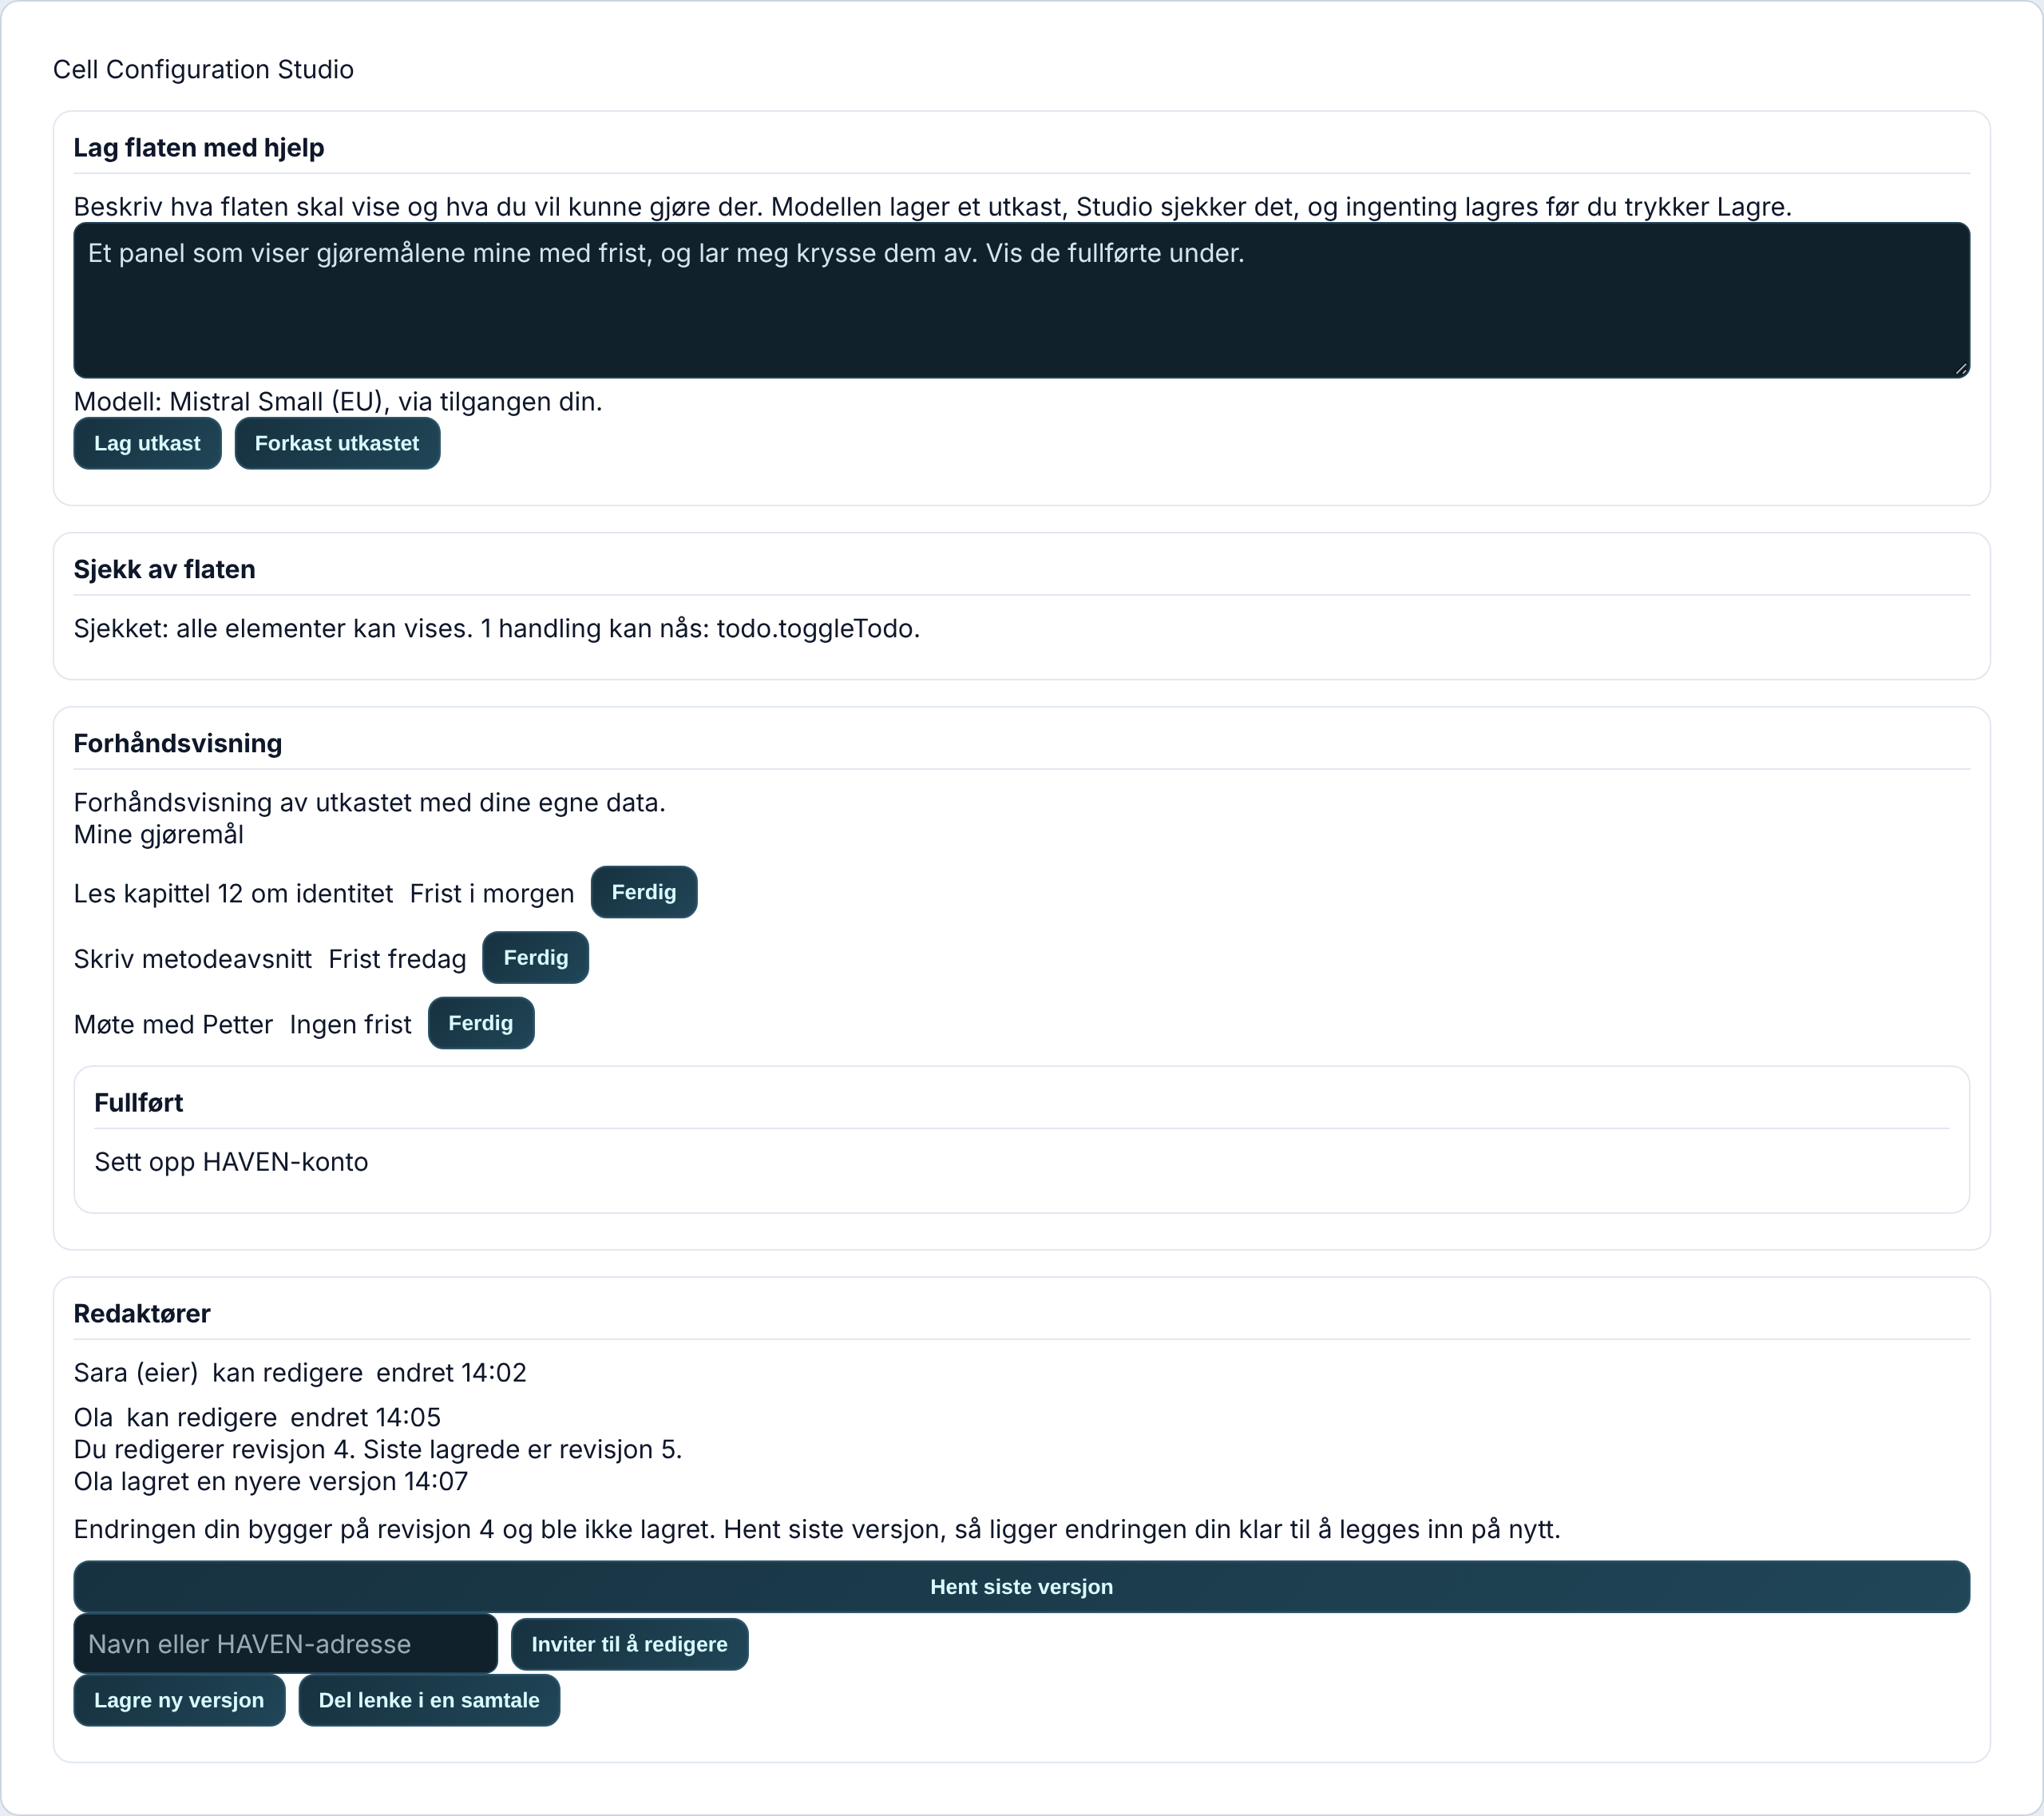 Cell Configuration Studio
Lag flaten med hjelp
Beskriv hva flaten skal vise og hva du vil kunne gjøre der. Modellen lager et utkast, Studio sjekker det, og ingenting lagres før du trykker Lagre.
Et panel som viser gjøremålene mine med frist, og lar meg krysse dem av. Vis de fullførte under.
Modell: Mistral Small (EU), via tilgangen din.
Lag utkast Forkast utkastet
Sjekk av flaten
Sjekket: alle elementer kan vises. 1 handling kan nås: todo.toggleTodo.
Forhåndsvisning
Forhåndsvisning av utkastet med dine egne data.
Mine gjøremål
Les kapittel 12 om identitet Frist i morgen Ferdig
Skriv metodeavsnitt Frist fredag Ferdig
Møte med Petter Ingen frist Ferdig
Fullført
Sett opp HAVEN-konto
Redaktører
Sara (eier) kan redigere endret 14:02
Ola kan redigere endret 14:05
Du redigerer revisjon 4. Siste lagrede er revisjon 5.
Ola lagret en nyere versjon 14:07
Endringen din bygger på revisjon 4 og ble ikke lagret. Hent siste versjon, så ligger endringen din klar til å legges inn på nytt.
Hent siste versjon
Navn eller HAVEN-adresse Inviter til å redigere
Lagre ny versjon Del lenke i en samtale